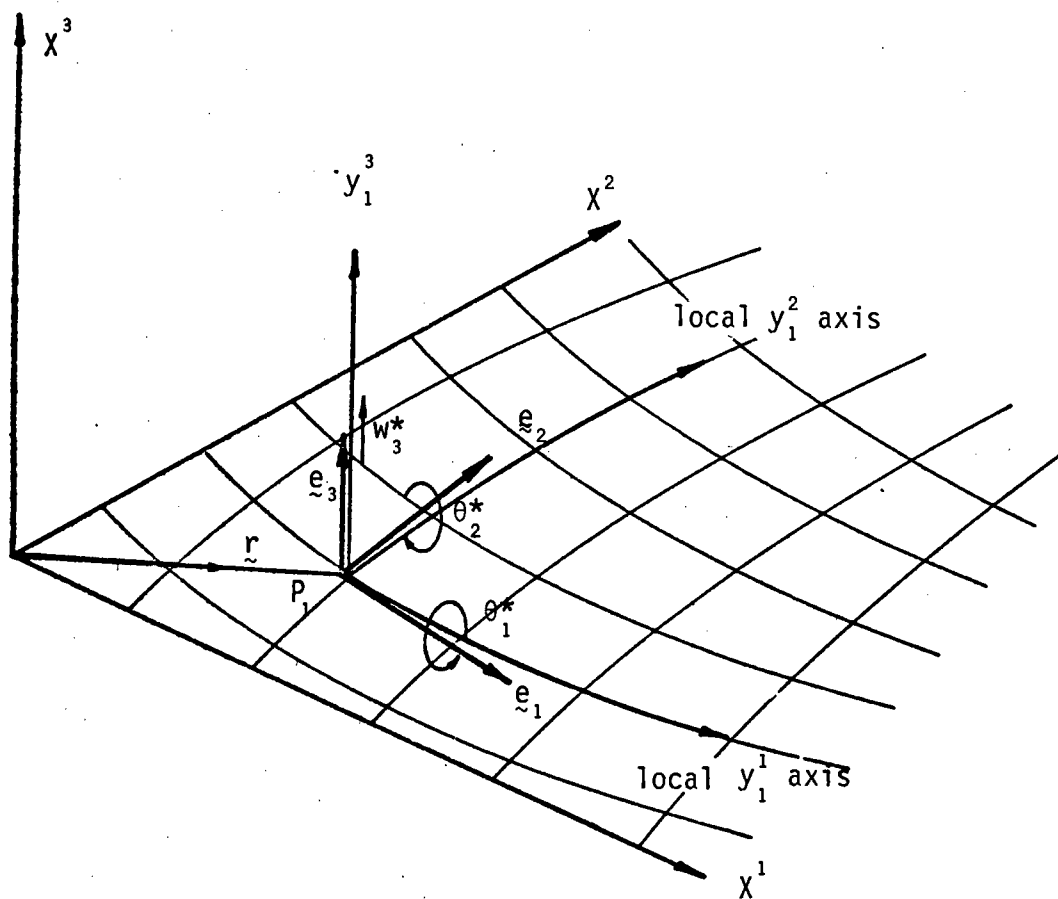 X³
y₁³
X²
local y₁² axis
w₃*
e₂
e₃
θ₂*
r
P₁
θ₁*
e₁
local y₁¹ axis
X¹